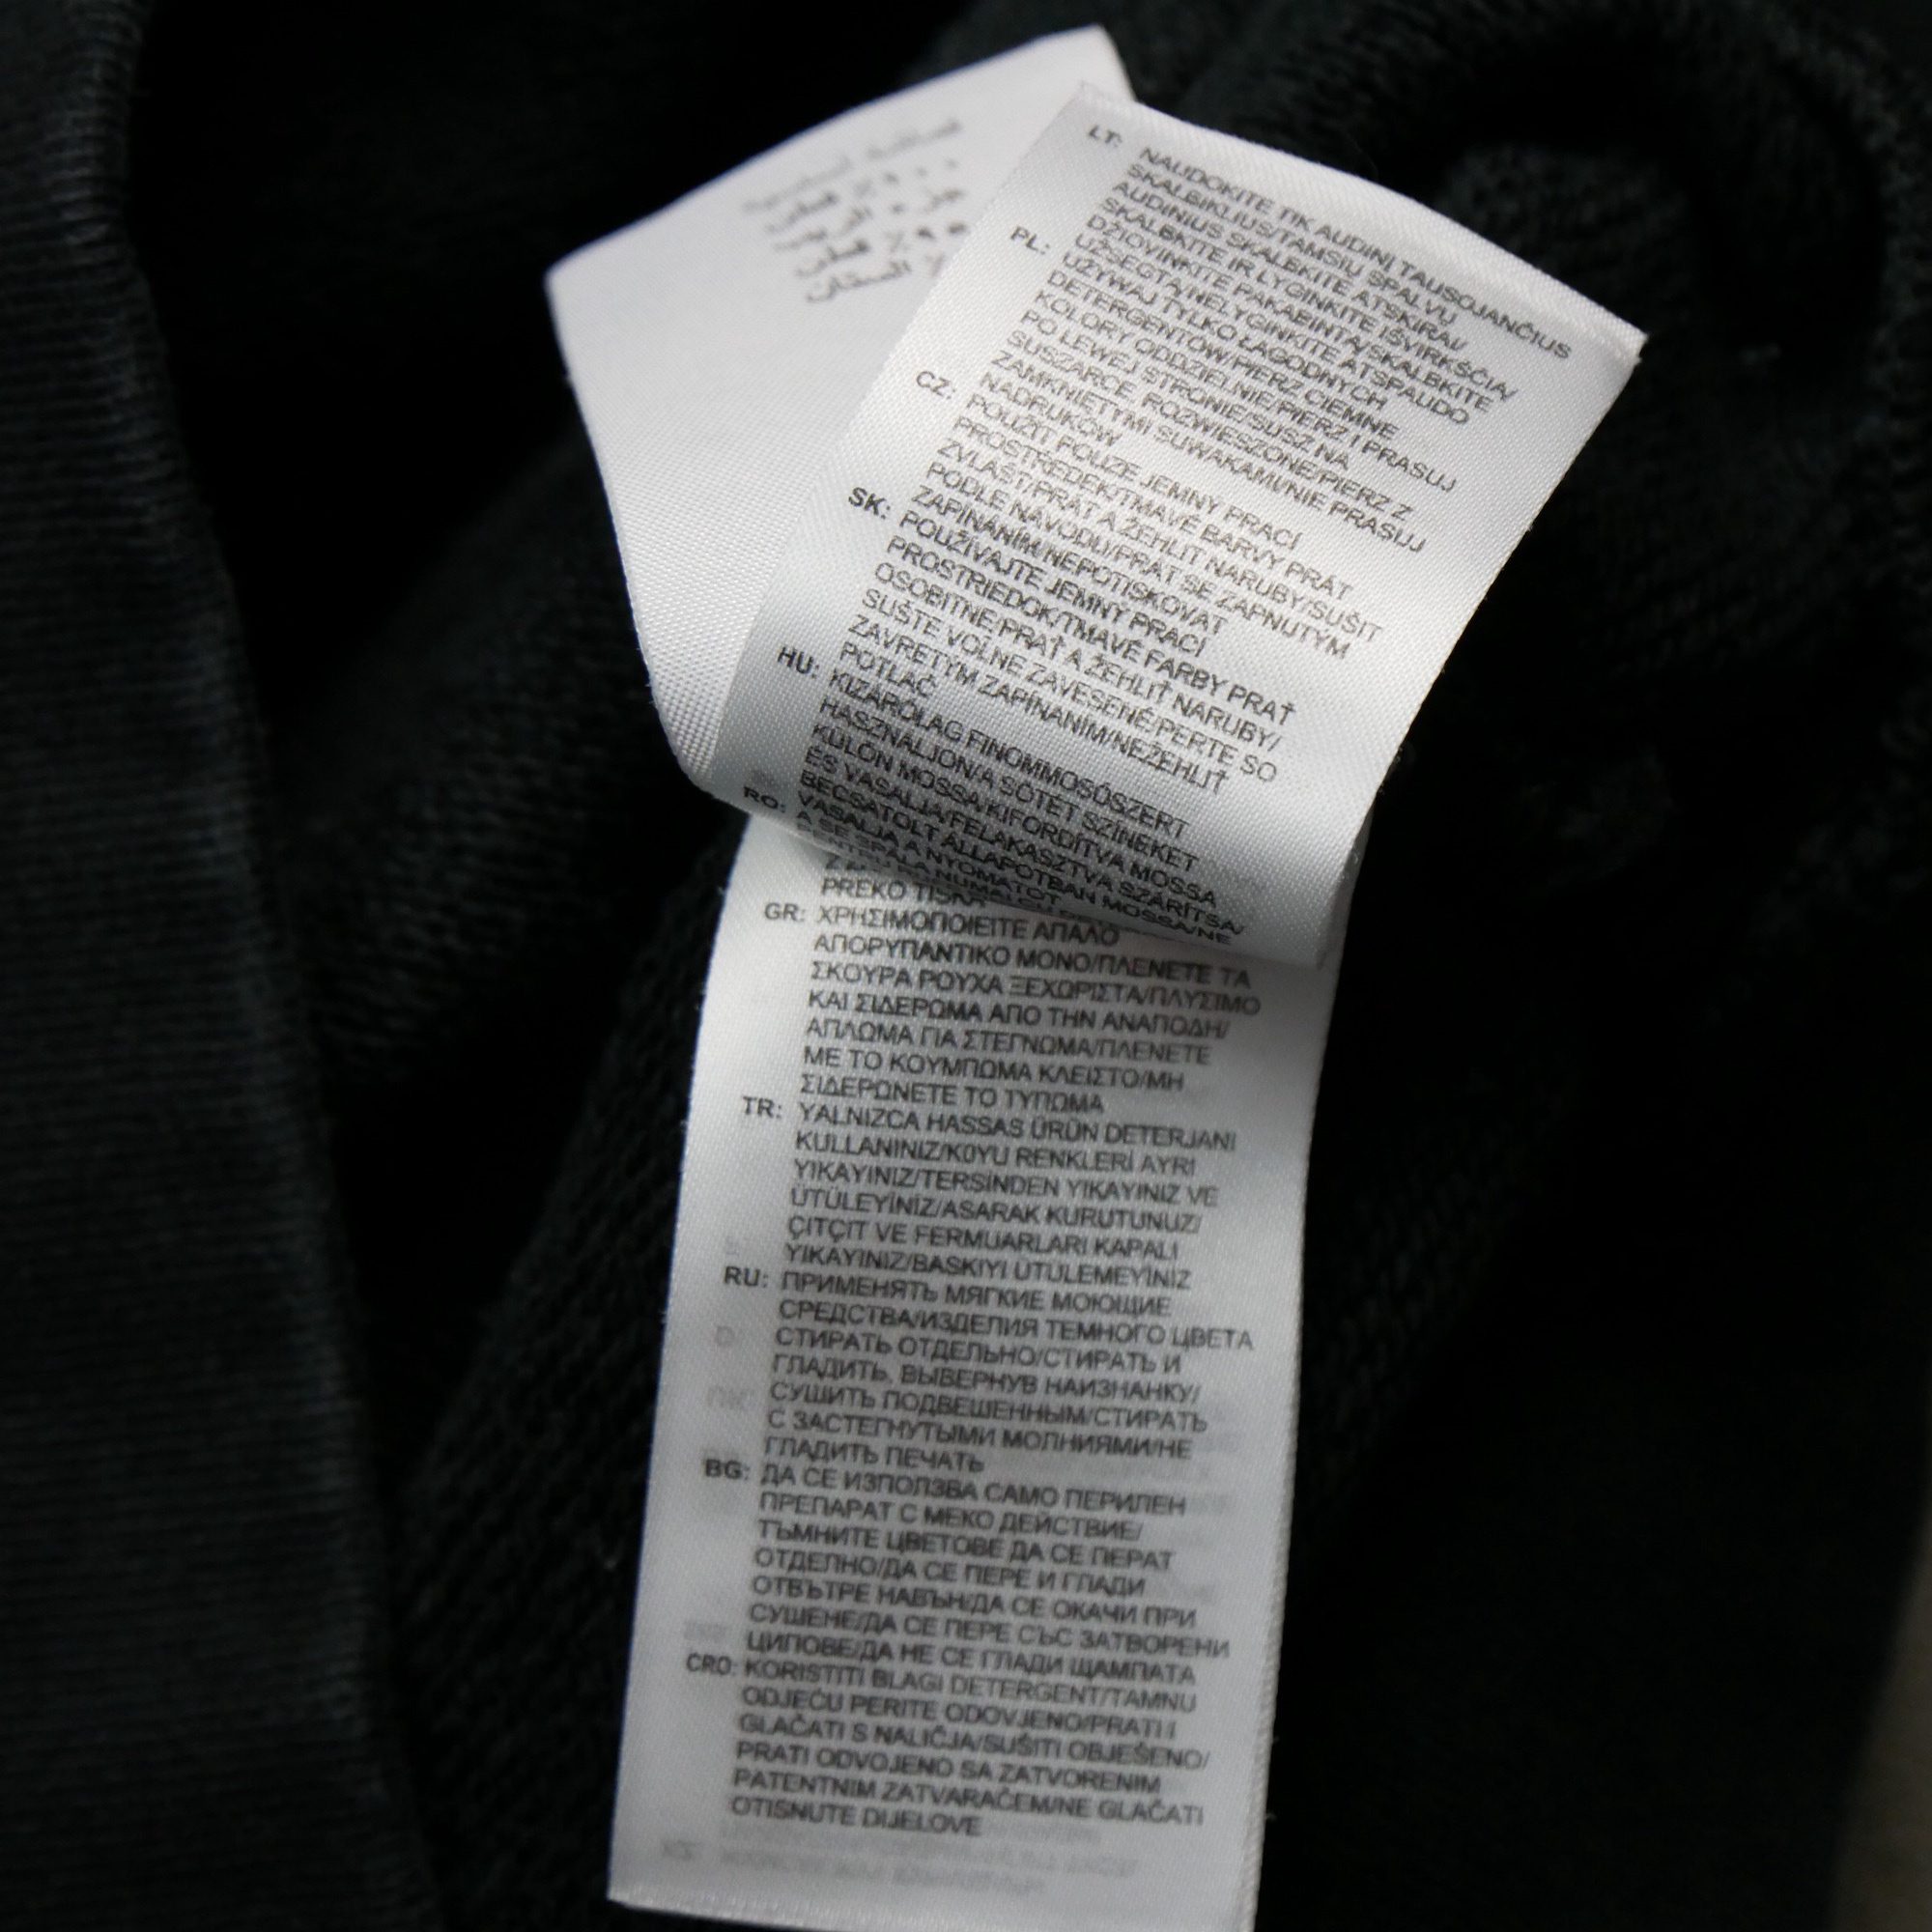 LT: NAUDOKITE TIK AUDINĮ TAUSOJANČIUS
SKALBIKLIUS/TAMSIŲ SPALVŲ
AUDINIUS SKALBKITE ATSKIRAI/
SKALBKITE IR LYGINKITE IŠVIRKŠČIA/
DŽIOVINKITE PAKABINTA/SKALBKITE
UŽSEGTA/NELYGINKITE ATSPAUDO
PL: UŻYWAJ TYLKO ŁAGODNYCH
DETERGENTÓW/PIERZ CIEMNE
KOLORY ODDZIELNIE/PIERZ I PRASUJ
PO LEWEJ STRONIE/SUSZ NA
SUSZARCE ROZWIESZONE/PIERZ Z
ZAMKNIĘTYMI SUWAKAMI/NIE PRASUJ
NADRUKÓW
CZ: POUŽÍT POUZE JEMNÝ PRACÍ
PROSTŘEDEK/TMAVÉ BARVY PRÁT
ZVLÁŠŤ/PRÁT A ŽEHLIT NARUBY/SUŠIT
PODLE NÁVODU/PRÁT SE ZAPNUTÝM
ZAPÍNÁNÍM/NEPOTISKOVAT
SK: POUŽÍVAJTE JEMNÝ PRACÍ
PROSTRIEDOK/TMAVÉ FARBY PRAŤ
OSOBITNE/PRAŤ A ŽEHLIŤ NARUBY/
SUŠTE VOĽNE ZAVESENÉ/PERTE SO
ZAVRETÝM ZAPÍNANÍM/NEŽEHLIŤ
POTLAČ
HU: KIZÁRÓLAG FINOMMOSÓSZERT
HASZNÁLJON/A SÖTÉT SZÍNEKET
KÜLÖN MOSSA/KIFORDÍTVA MOSSA
ÉS VASALJA/FELAKASZTVA SZÁRÍTSA/
BECSATOLT ÁLLAPOTBAN MOSSA/NE
VASALJA A NYOMATOT
RO:
PREKO TISKA
GR: ΧΡΗΣΙΜΟΠΟΙΕΙΤΕ ΑΠΑΛΟ
ΑΠΟΡΥΠΑΝΤΙΚΟ ΜΟΝΟ/ΠΛΕΝΕΤΕ ΤΑ
ΣΚΟΥΡΑ ΡΟΥΧΑ ΞΕΧΩΡΙΣΤΑ/ΠΛΥΣΙΜΟ
ΚΑΙ ΣΙΔΕΡΩΜΑ ΑΠΟ ΤΗΝ ΑΝΑΠΟΔΗ/
ΑΠΛΩΜΑ ΓΙΑ ΣΤΕΓΝΩΜΑ/ΠΛΕΝΕΤΕ
ΜΕ ΤΟ ΚΟΥΜΠΩΜΑ ΚΛΕΙΣΤΟ/ΜΗ
ΣΙΔΕΡΩΝΕΤΕ ΤΟ ΤΥΠΩΜΑ
TR: YALNIZCA HASSAS ÜRÜN DETERJANI
KULLANINIZ/KOYU RENKLERİ AYRI
YIKAYINIZ/TERSİNDEN YIKAYINIZ VE
ÜTÜLEYİNİZ/ASARAK KURUTUNUZ/
ÇITÇIT VE FERMUARLARI KAPALI
YIKAYINIZ/BASKIYI ÜTÜLEMEYİNİZ
RU: ПРИМЕНЯТЬ МЯГКИЕ МОЮЩИЕ
СРЕДСТВА/ИЗДЕЛИЯ ТЕМНОГО ЦВЕТА
СТИРАТЬ ОТДЕЛЬНО/СТИРАТЬ И
ГЛАДИТЬ, ВЫВЕРНУВ НАИЗНАНКУ/
СУШИТЬ ПОДВЕШЕННЫМ/СТИРАТЬ
С ЗАСТЕГНУТЫМИ МОЛНИЯМИ/НЕ
ГЛАДИТЬ ПЕЧАТЬ
BG: ДА СЕ ИЗПОЛЗВА САМО ПЕРИЛЕН
ПРЕПАРАТ С МЕКО ДЕЙСТВИЕ/
ТЪМНИТЕ ЦВЕТОВЕ ДА СЕ ПЕРАТ
ОТДЕЛНО/ДА СЕ ПЕРЕ И ГЛАДИ
ОТВЪТРЕ НАВЪН/ДА СЕ ОКАЧИ ПРИ
СУШЕНЕ/ДА СЕ ПЕРЕ СЪС ЗАТВОРЕНИ
ЦИПОВЕ/ДА НЕ СЕ ГЛАДИ ЩАМПАТА
CRO: KORISTITI BLAGI DETERGENT/TAMNU
ODJEĆU PERITE ODOVJENO/PRATI I
GLAČATI S NALIČJA/SUŠITI OBJEŠENO/
PRATI ODVOJENO SA ZATVORENIM
PATENTNIM ZATVARAČEM/NE GLAČATI
OTISNUTE DIJELOVE